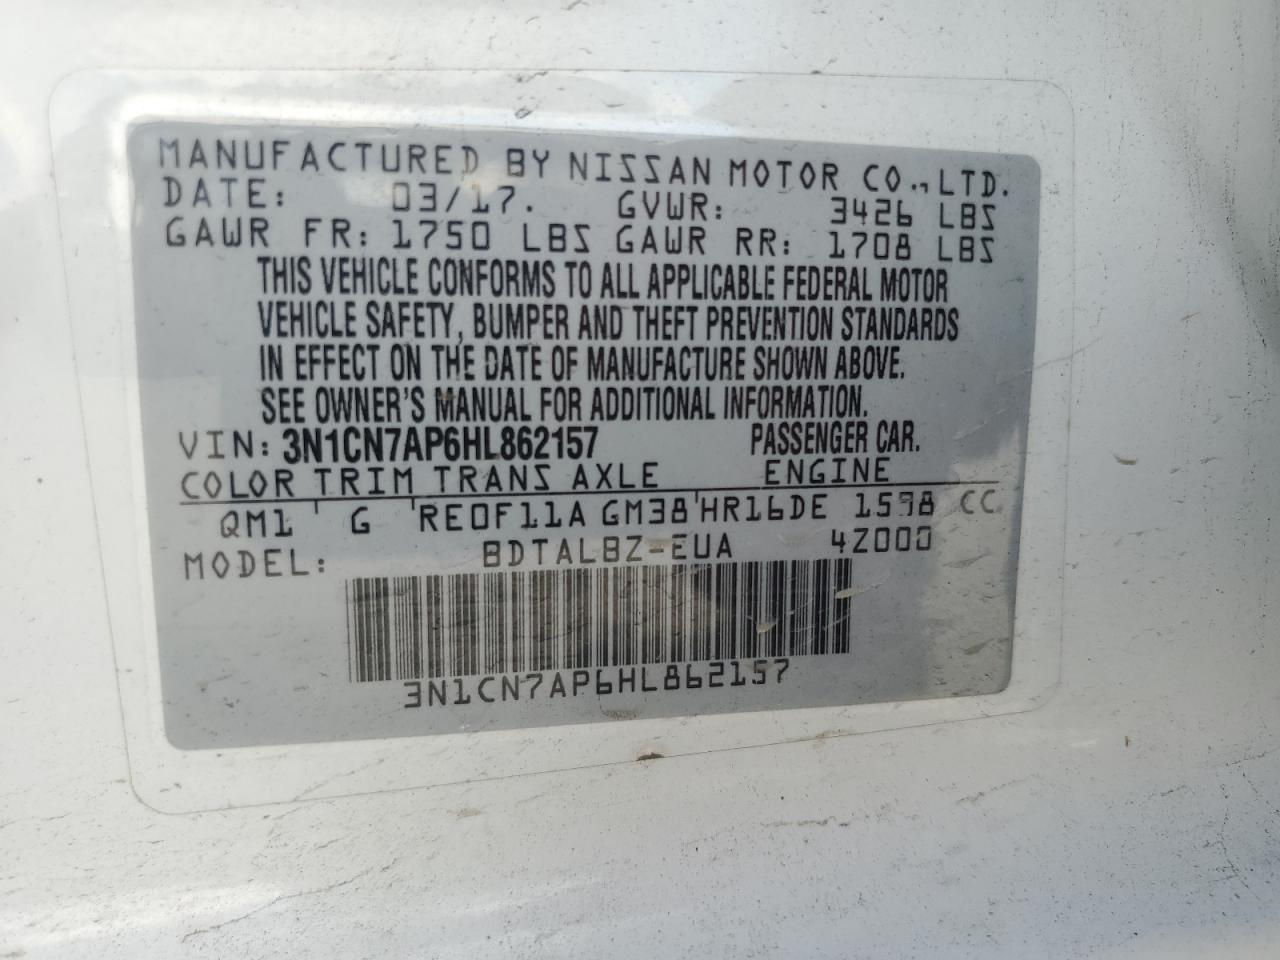 MANUFACTURED BY NISSAN MOTOR CO., LTD.
DATE: 03/17. GVWR: 3426 LBS
GAWR FR: 1750 LBS GAWR RR: 1708 LBS
THIS VEHICLE CONFORMS TO ALL APPLICABLE FEDERAL MOTOR
VEHICLE SAFETY, BUMPER AND THEFT PREVENTION STANDARDS
IN EFFECT ON THE DATE OF MANUFACTURE SHOWN ABOVE.
SEE OWNER'S MANUAL FOR ADDITIONAL INFORMATION.
VIN: 3N1CN7AP6HL862157 PASSENGER CAR.
COLOR TRIM TRANS AXLE ENGINE
QM1 G RE0F11A GM38 HR16DE 1598 CC
MODEL: BDTALBZ-EUA 4Z000
3N1CN7AP6HL862157